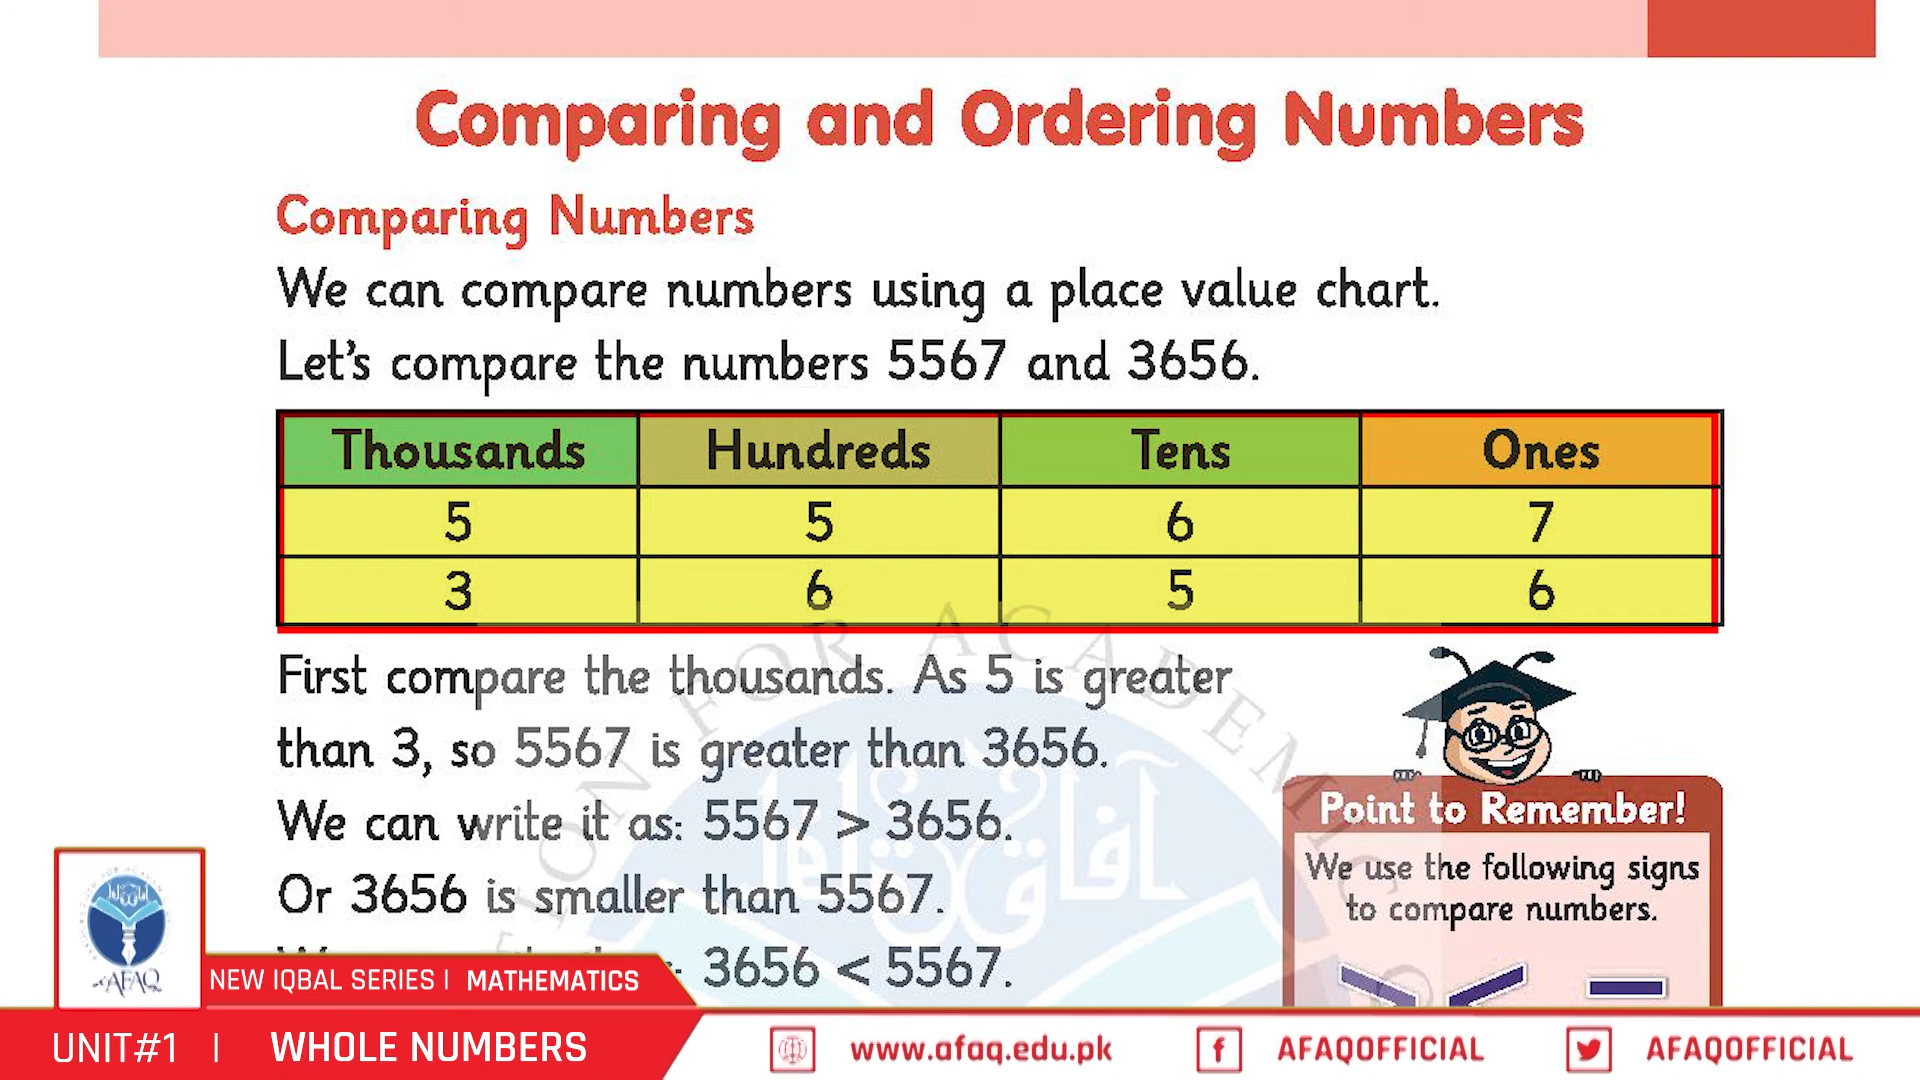 Comparing and Ordering Numbers
Comparing Numbers
We can compare numbers using a place value chart.
Let's compare the numbers 5567 and 3656.
Thousands Hundreds Tens Ones
5 5 6 7
3 6 5 6
First compare the thousands. As 5 is greater
than 3, so 5567 is greater than 3656.
We can write it as: 5567 > 3656.
Or 3656 is smaller than 5567.
: 3656 < 5567.
Point to Remember!
We use the following signs
to compare numbers.
=
AFAQ
NEW IQBAL SERIES | MATHEMATICS
UNIT#1 | WHOLE NUMBERS
www.afaq.edu.pk
AFAQOFFICIAL
AFAQOFFICIAL
FOR ACADEMIC